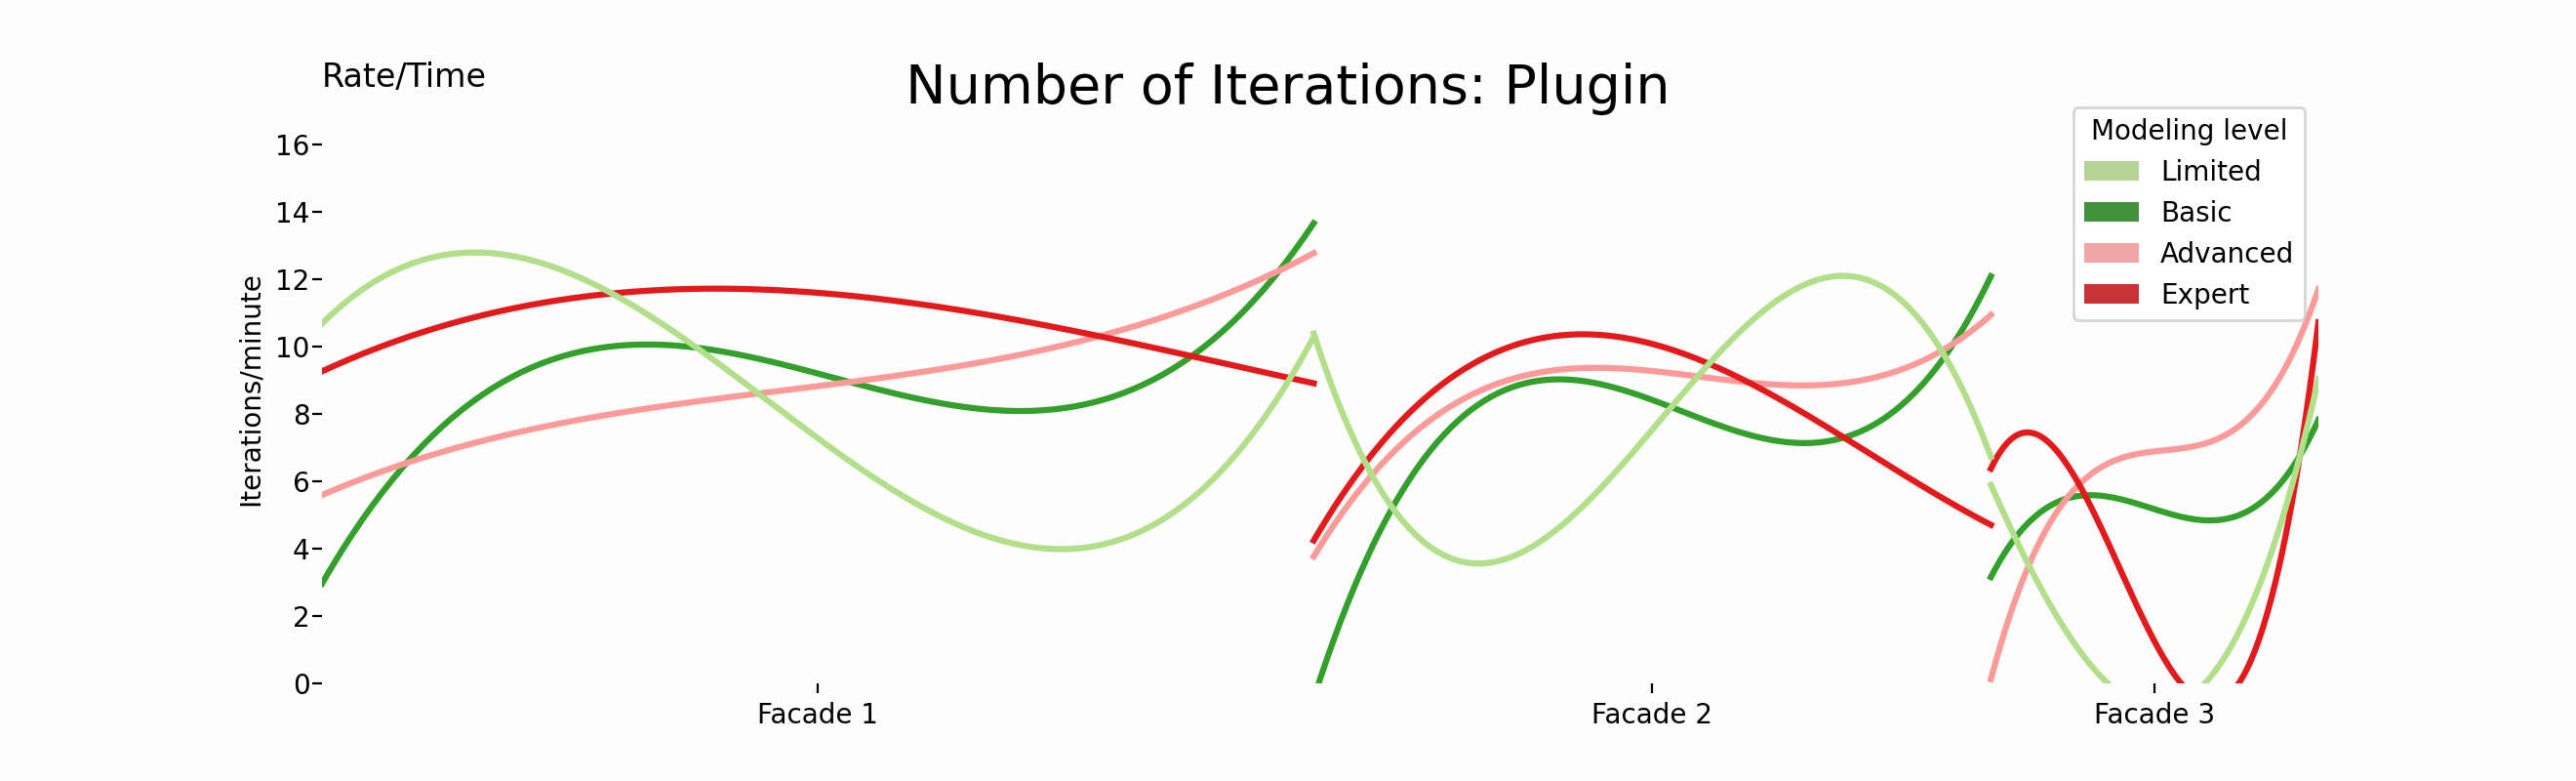 Rate/Time
Number of Iterations: Plugin
Modeling level
Limited
Basic
Advanced
Expert
Iterations/minute
16
14
12
10
8
6
4
2
0
Facade 1
Facade 2
Facade 3